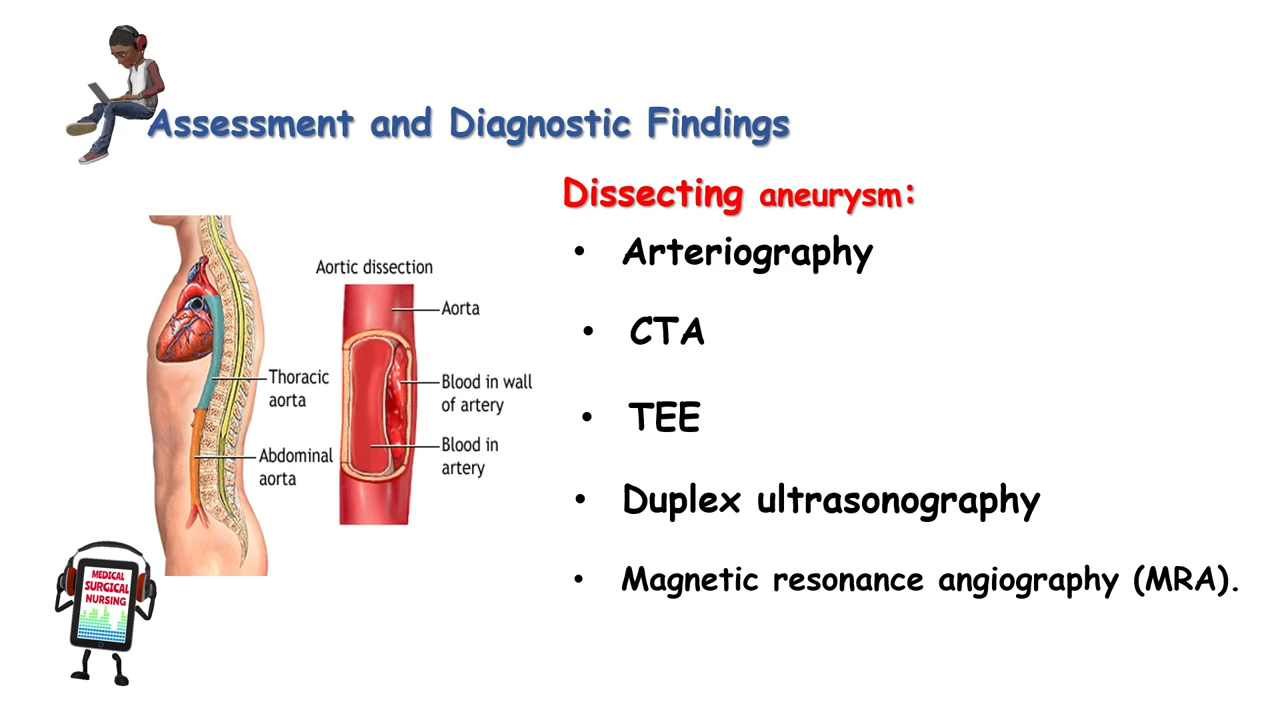 Assessment and Diagnostic Findings
Dissecting aneurysm:
• Arteriography
• CTA
• TEE
• Duplex ultrasonography
• Magnetic resonance angiography (MRA).
Aortic dissection
Aorta
Thoracic
aorta
Blood in wall
of artery
Abdominal
aorta
Blood in
artery
MEDICAL
SURGICAL
NURSING